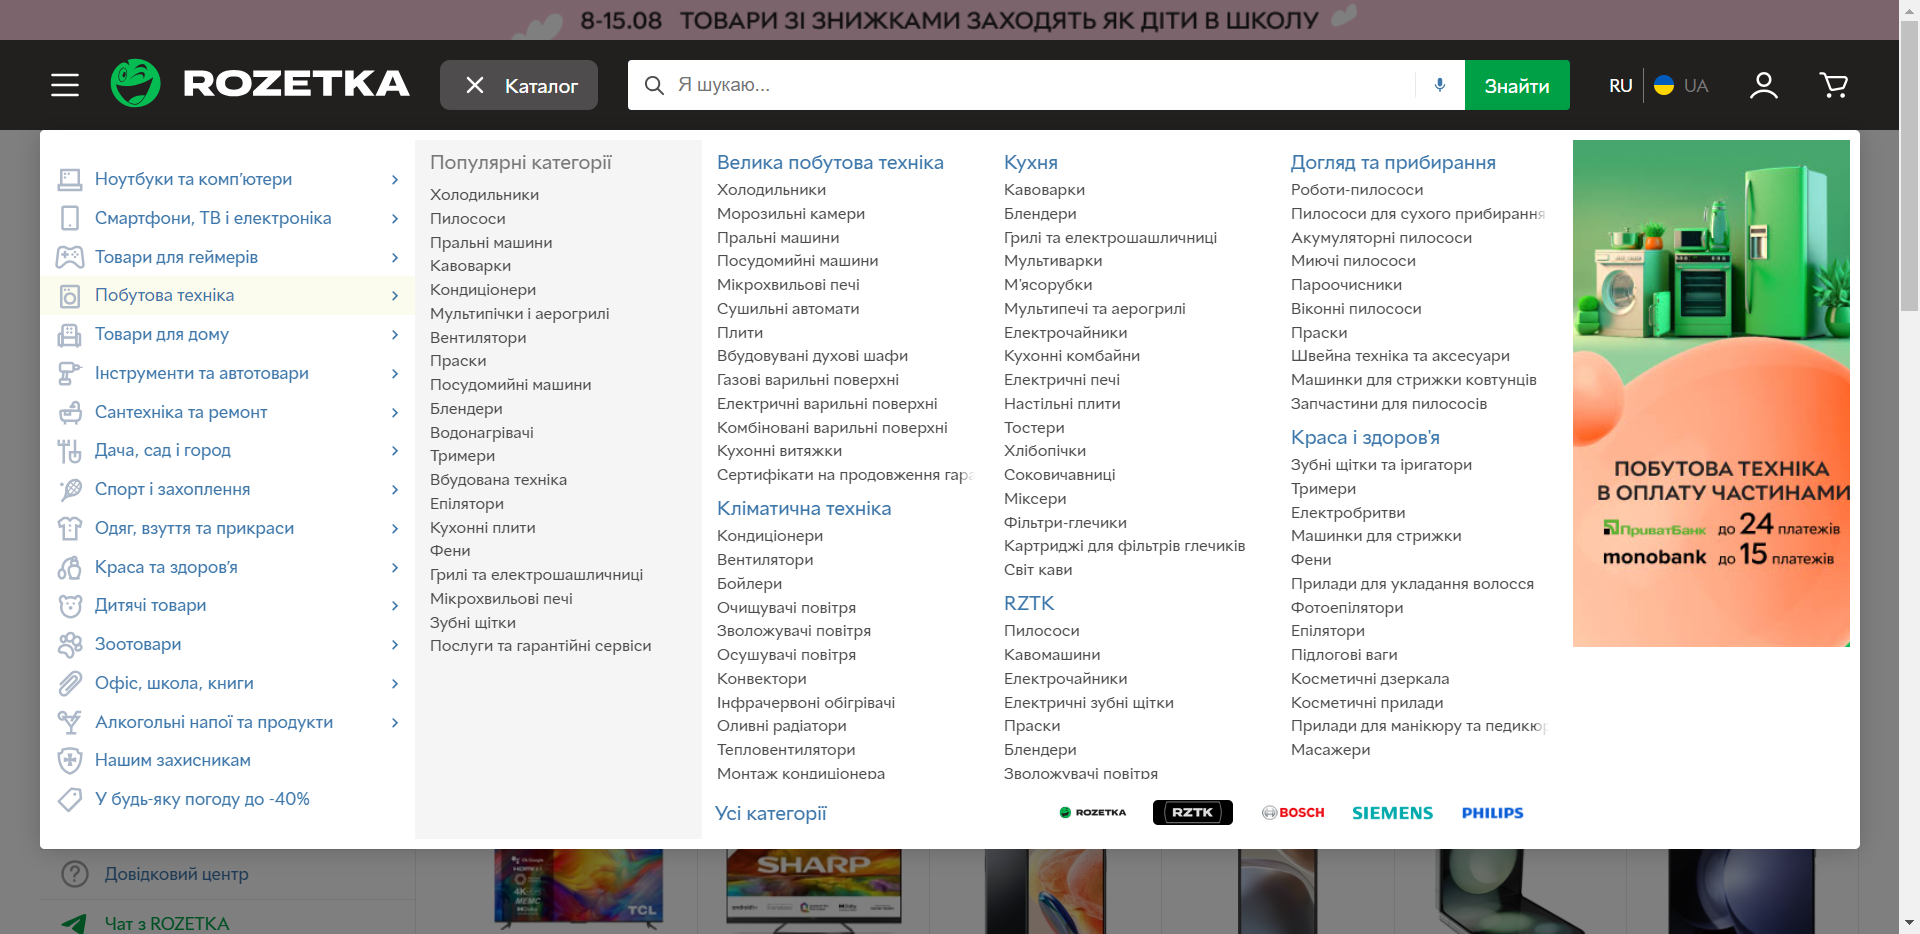 8-15.08 ТОВАРИ ЗІ ЗНИЖКАМИ ЗАХОДЯТЬ ЯК ДІТИ В ШКОЛУ
ROZETKA
Каталог
Я шукаю...
Знайти
RU
UA
Ноутбуки та комп'ютери
Смартфони, ТВ і електроніка
Товари для геймерів
Побутова техніка
Товари для дому
Інструменти та автотовари
Сантехніка та ремонт
Дача, сад і город
Спорт і захоплення
Одяг, взуття та прикраси
Краса та здоров'я
Дитячі товари
Зоотовари
Офіс, школа, книги
Алкогольні напої та продукти
Нашим захисникам
У будь-яку погоду до -40%
Довідковий центр
Чат з ROZETKA
Популярні категорії
Холодильники
Пилососи
Пральні машини
Кавоварки
Кондиціонери
Мультипічки і аерогрилі
Вентилятори
Праски
Посудомийні машини
Блендери
Водонагрівачі
Тримери
Вбудована техніка
Епілятори
Кухонні плити
Фени
Грилі та електрошашличниці
Мікрохвильові печі
Зубні щітки
Послуги та гарантійні сервіси
Велика побутова техніка
Холодильники
Морозильні камери
Пральні машини
Посудомийні машини
Мікрохвильові печі
Сушильні автомати
Плити
Вбудовувані духові шафи
Газові варильні поверхні
Електричні варильні поверхні
Комбіновані варильні поверхні
Кухонні витяжки
Сертифікати на продовження гара
Кліматична техніка
Кондиціонери
Вентилятори
Бойлери
Очищувачі повітря
Зволожувачі повітря
Осушувачі повітря
Конвектори
Інфрачервоні обігрівачі
Оливні радіатори
Тепловентилятори
Монтаж кондиціонера
Кухня
Кавоварки
Блендери
Грилі та електрошашличниці
Мультиварки
М'ясорубки
Мультипечі та аерогрилі
Електрочайники
Кухонні комбайни
Електричні печі
Настільні плити
Тостери
Хлібопічки
Соковичавниці
Міксери
Фільтри-глечики
Картриджі для фільтрів глечиків
Світ кави
RZTK
Пилососи
Кавомашини
Електрочайники
Електричні зубні щітки
Праски
Блендери
Зволожувачі повітря
Догляд та прибирання
Роботи-пилососи
Пилососи для сухого прибирання
Акумуляторні пилососи
Миючі пилососи
Пароочисники
Віконні пилососи
Праски
Швейна техніка та аксесуари
Машинки для стрижки ковтунців
Запчастини для пилососів
Краса і здоров'я
Зубні щітки та іригатори
Тримери
Електробритви
Машинки для стрижки
Фени
Прилади для укладання волосся
Фотоепілятори
Епілятори
Підлогові ваги
Косметичні дзеркала
Косметичні прилади
Прилади для манікюру та педикюр
Масажери
Усі категорії
ROZETKA
RZTK
BOSCH
SIEMENS
PHILIPS
ПОБУТОВА ТЕХНІКА
В ОПЛАТУ ЧАСТИНАМИ
ПриватБанк до 24 платежів
monobank до 15 платежів
HDMI
4K
MEMC
TCL
SHARP